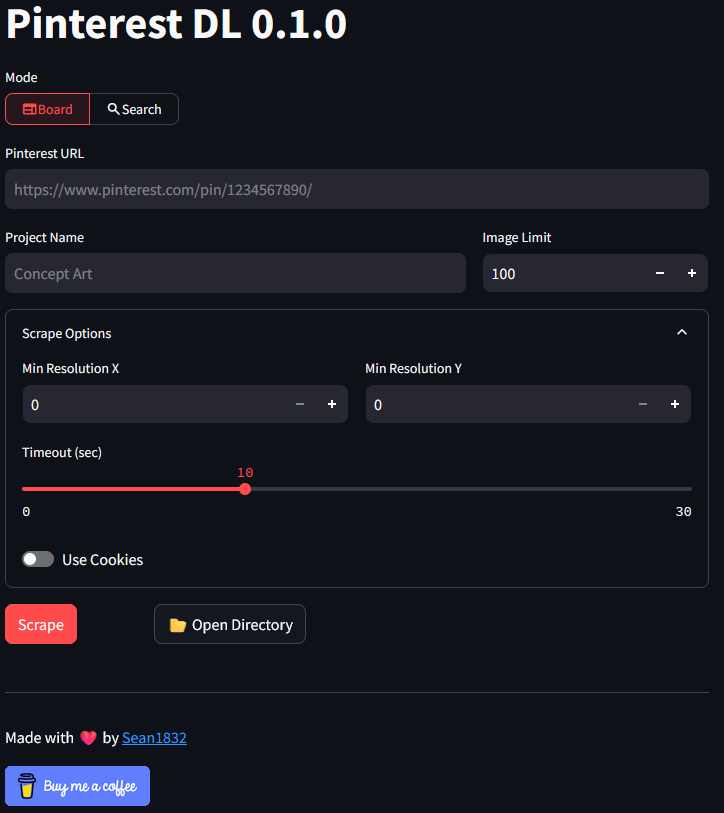 Pinterest DL 0.1.0
Mode
Board Search
Pinterest URL
https://www.pinterest.com/pin/1234567890/
Project Name Image Limit
Concept Art 100
Scrape Options
Min Resolution X Min Resolution Y
0 0
Timeout (sec)
10
0 30
Use Cookies
Scrape Open Directory
Made with ❤️ by Sean1832
Buy me a coffee